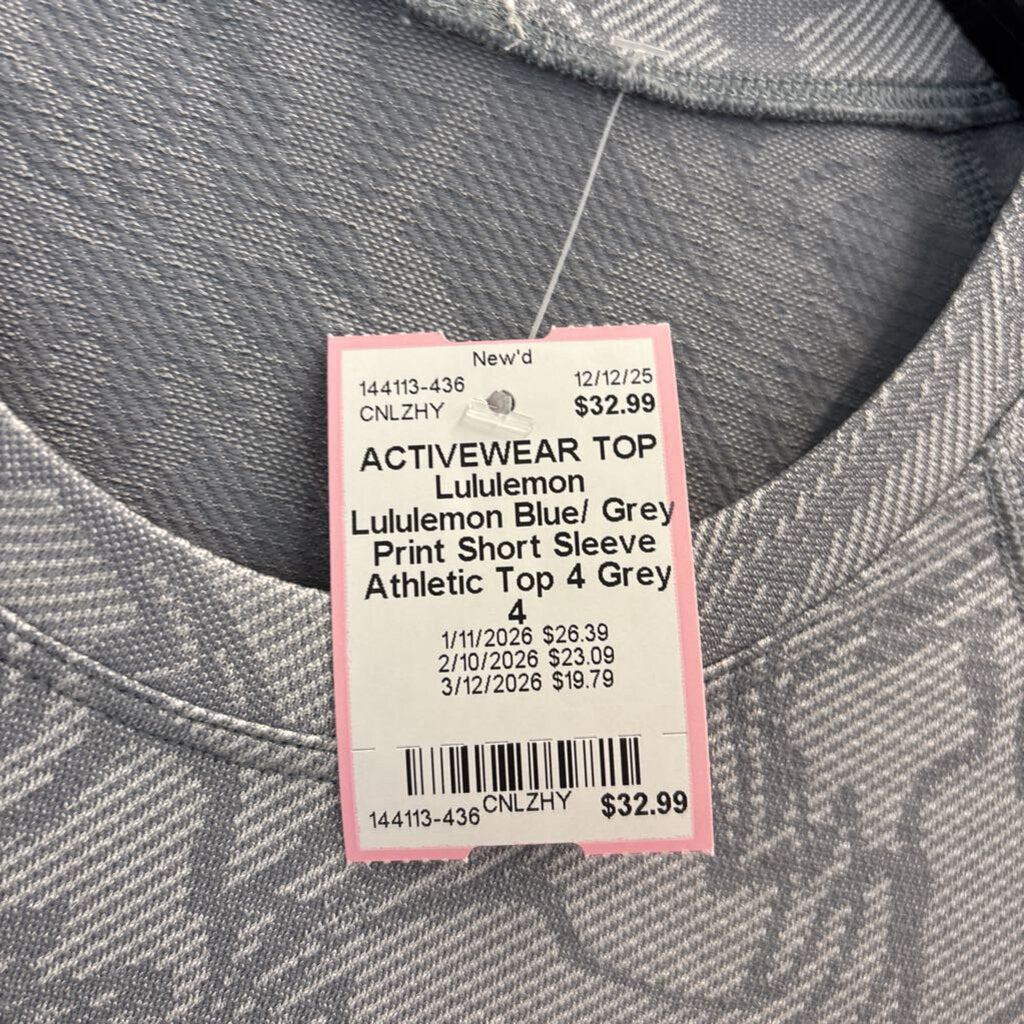 New'd
144113-436 12/12/25
CNLZHY $32.99
ACTIVEWEAR TOP
Lululemon
Lululemon Blue/ Grey
Print Short Sleeve
Athletic Top 4 Grey
4
1/11/2026 $26.39
2/10/2026 $23.09
3/12/2026 $19.79
144113-436 CNLZHY $32.99